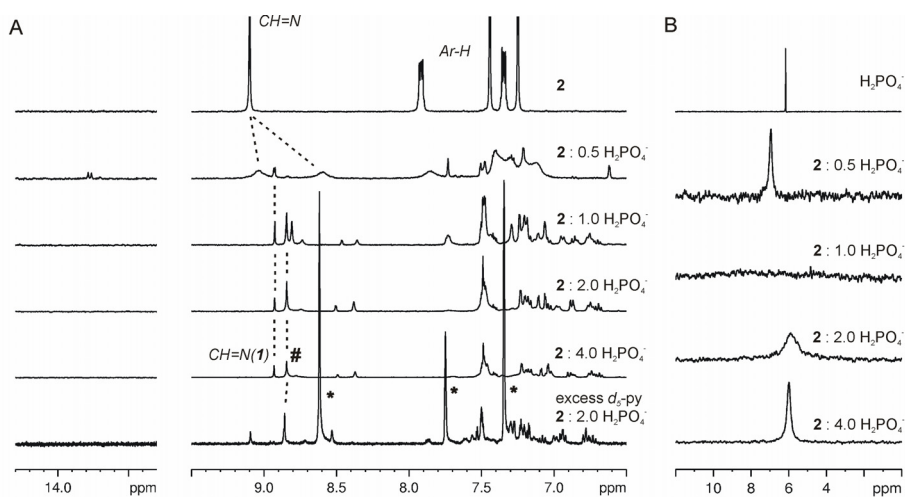 A
B
CH=N
Ar-H
2
H₂PO₄⁻
2 : 0.5 H₂PO₄⁻
2 : 0.5 H₂PO₄⁻
2 : 1.0 H₂PO₄⁻
2 : 1.0 H₂PO₄⁻
2 : 2.0 H₂PO₄⁻
2 : 2.0 H₂PO₄⁻
CH=N(1) #
2 : 4.0 H₂PO₄⁻
* * *
excess d₅-py
2 : 2.0 H₂PO₄⁻
2 : 4.0 H₂PO₄⁻
14.0 ppm
9.0 8.5 8.0 7.5 7.0 ppm
10 8 6 4 2 ppm